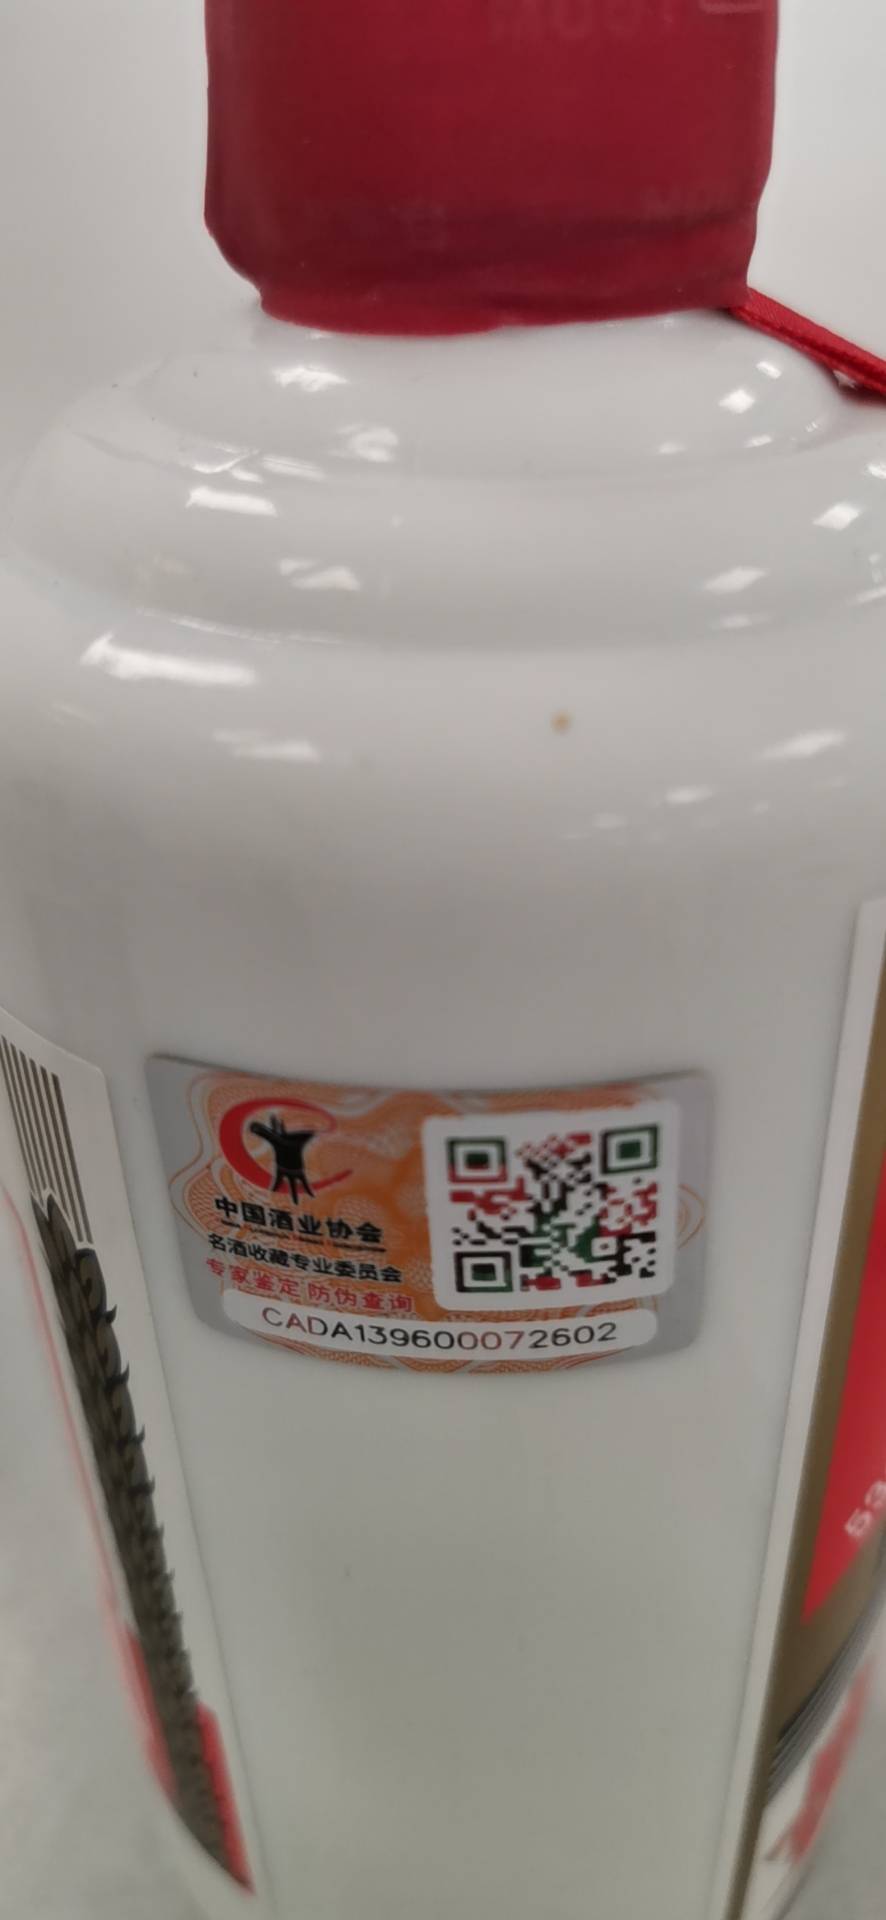 中国酒业协会
名酒收藏专业委员会
专家鉴定 防伪查询
CADA139600072602
53